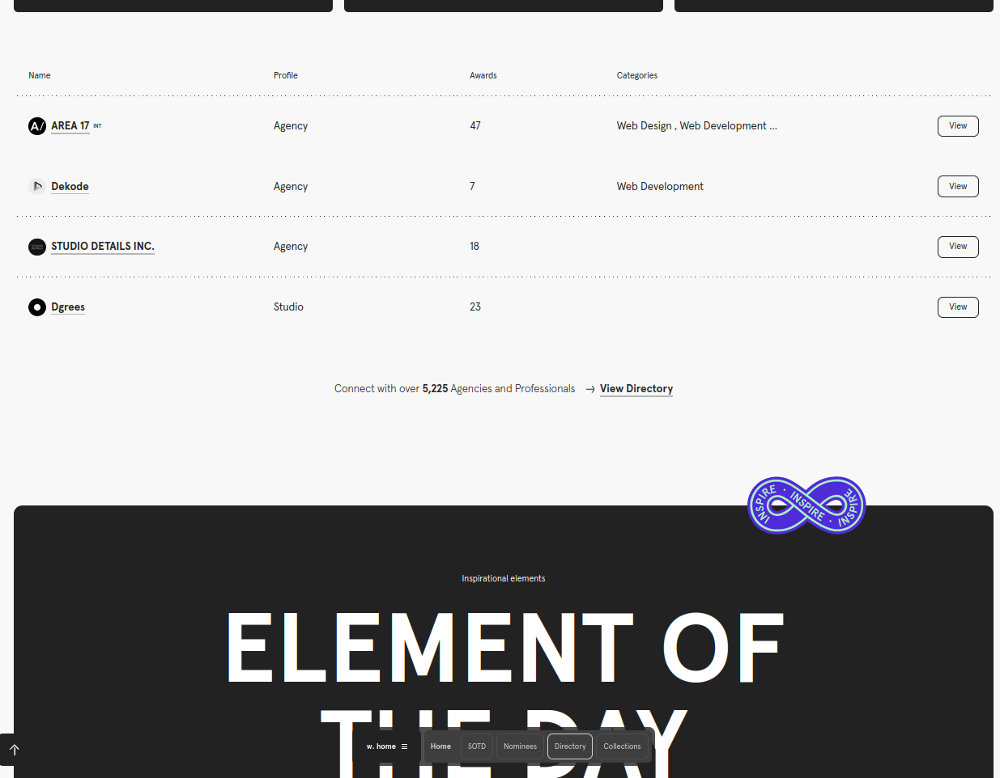 Name Profile Awards Categories
A/ AREA 17 INT Agency 47 Web Design , Web Development ... View
Dekode Agency 7 Web Development View
STUDIO DETAILS INC. Agency 18 View
Dgrees Studio 23 View
Connect with over 5,225 Agencies and Professionals → View Directory
INSPIRE · INSPIRE · INSPIRE
Inspirational elements
ELEMENT OF
THE DAY
w. home Home SOTD Nominees Directory Collections